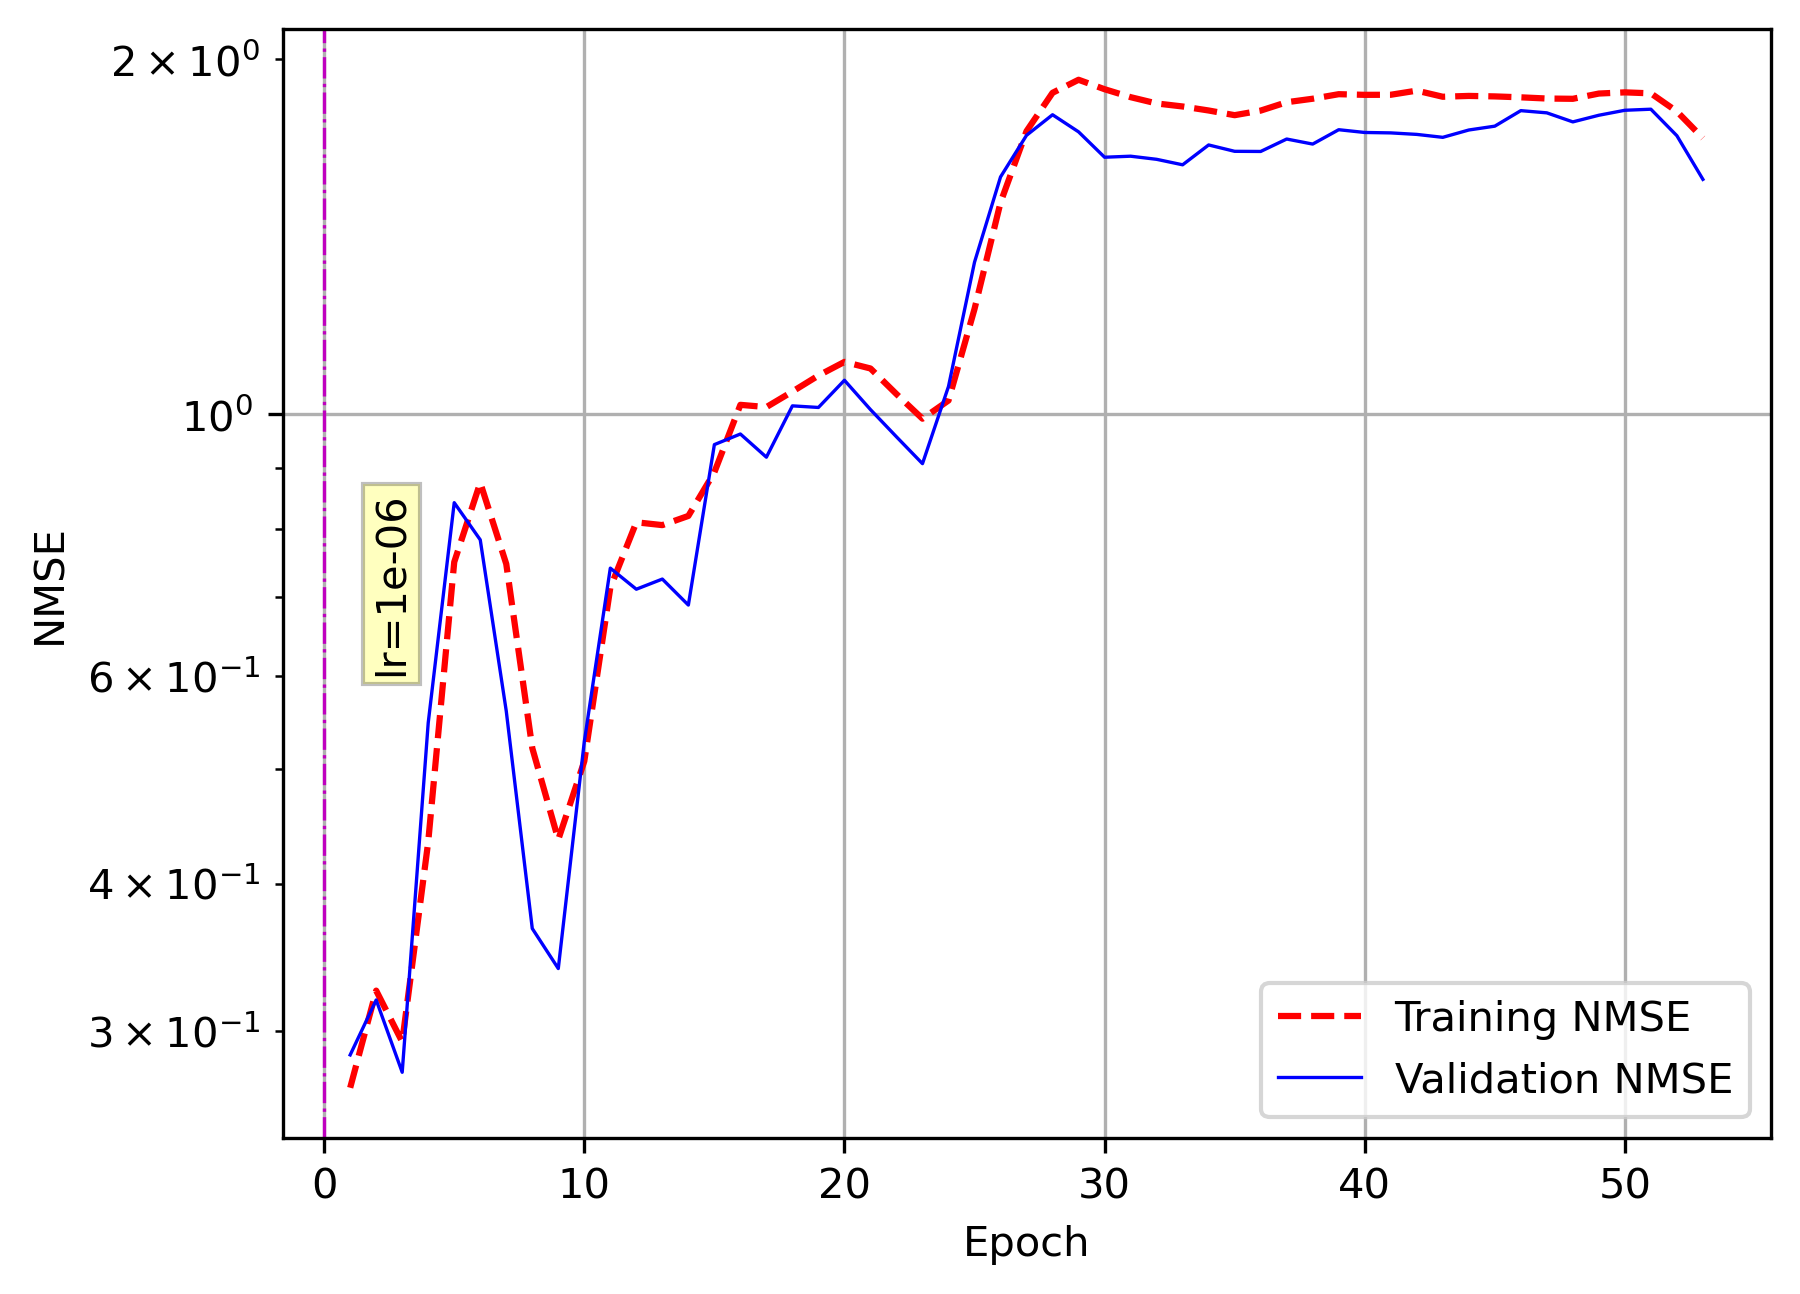 2 × 10⁰
10⁰
6 × 10⁻¹
4 × 10⁻¹
3 × 10⁻¹
NMSE
lr=1e-06
Training NMSE
Validation NMSE
0 10 20 30 40 50
Epoch